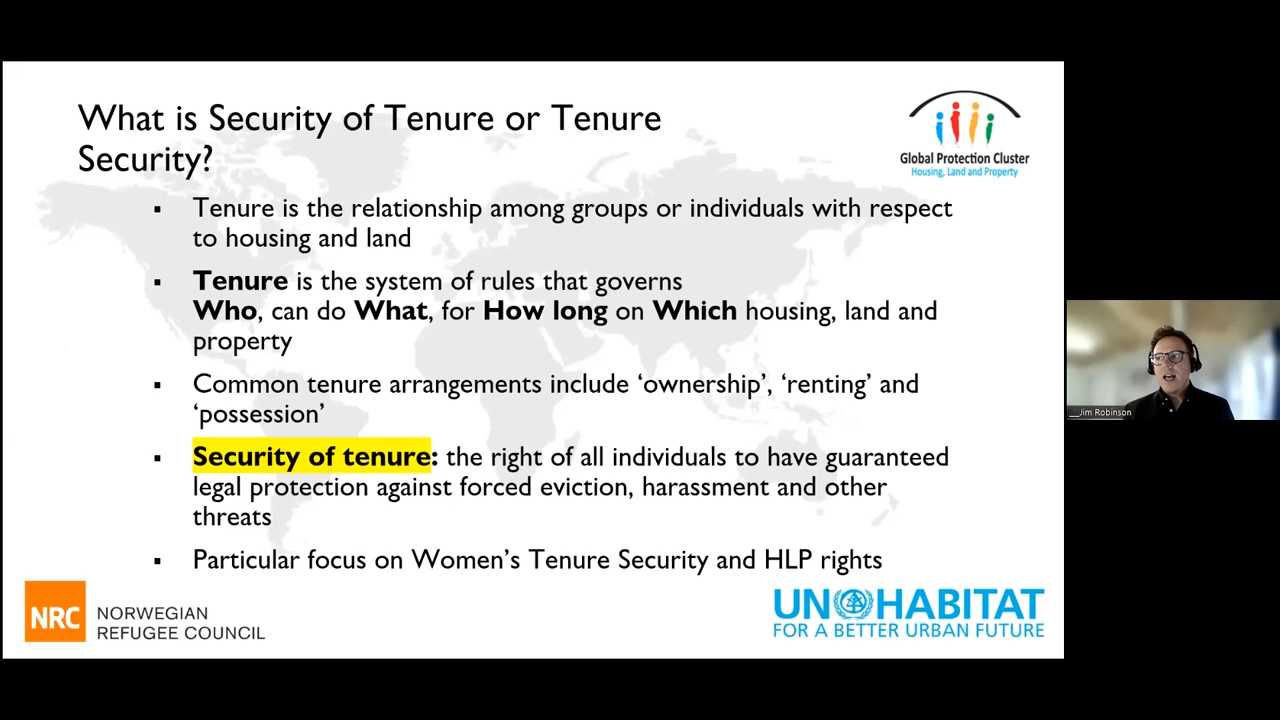 What is Security of Tenure or Tenure
Security?
Global Protection Cluster
Housing, Land and Property
▪ Tenure is the relationship among groups or individuals with respect
to housing and land
▪ Tenure is the system of rules that governs
Who, can do What, for How long on Which housing, land and
property
▪ Common tenure arrangements include ‘ownership’, ‘renting’ and
‘possession’
▪ Security of tenure: the right of all individuals to have guaranteed
legal protection against forced eviction, harassment and other
threats
▪ Particular focus on Women’s Tenure Security and HLP rights
NRC
NORWEGIAN
REFUGEE COUNCIL
UN HABITAT
FOR A BETTER URBAN FUTURE
__Jim Robinson